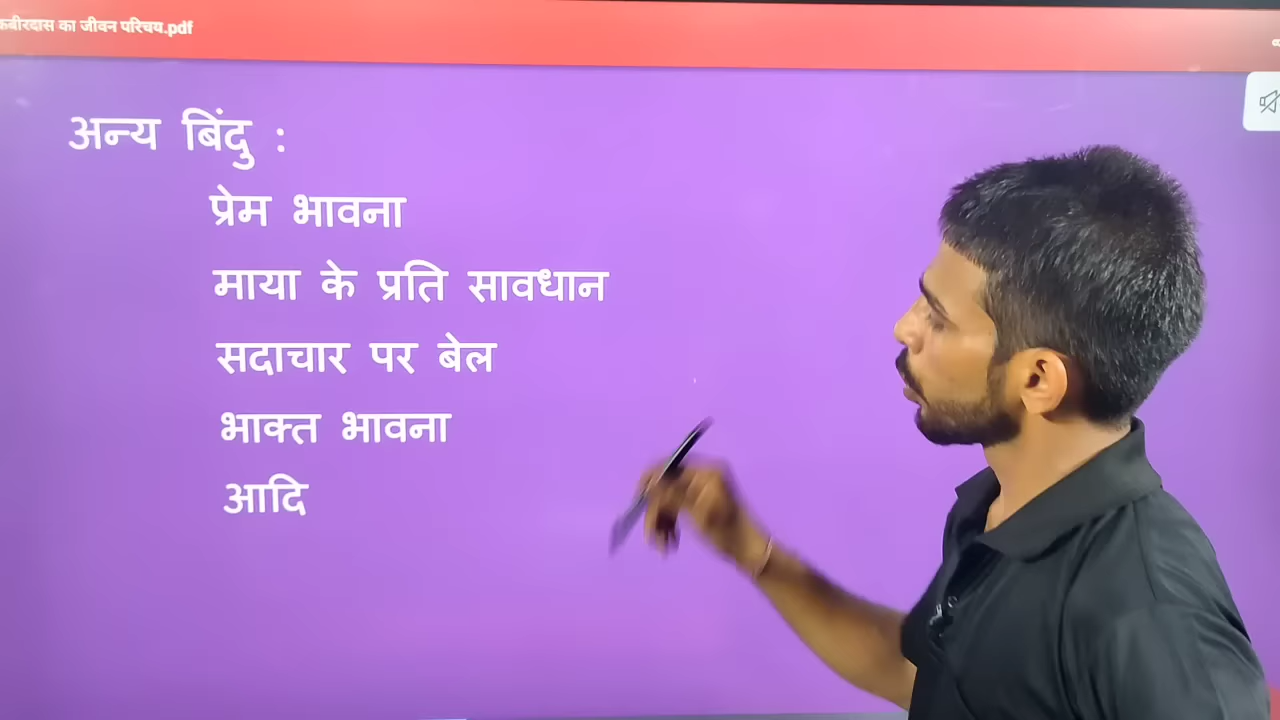 कबीरदास का जीवन परिचय.pdf
अन्य बिंदु :
प्रेम भावना
माया के प्रति सावधान
सदाचार पर बेल
भाक्त भावना
आदि